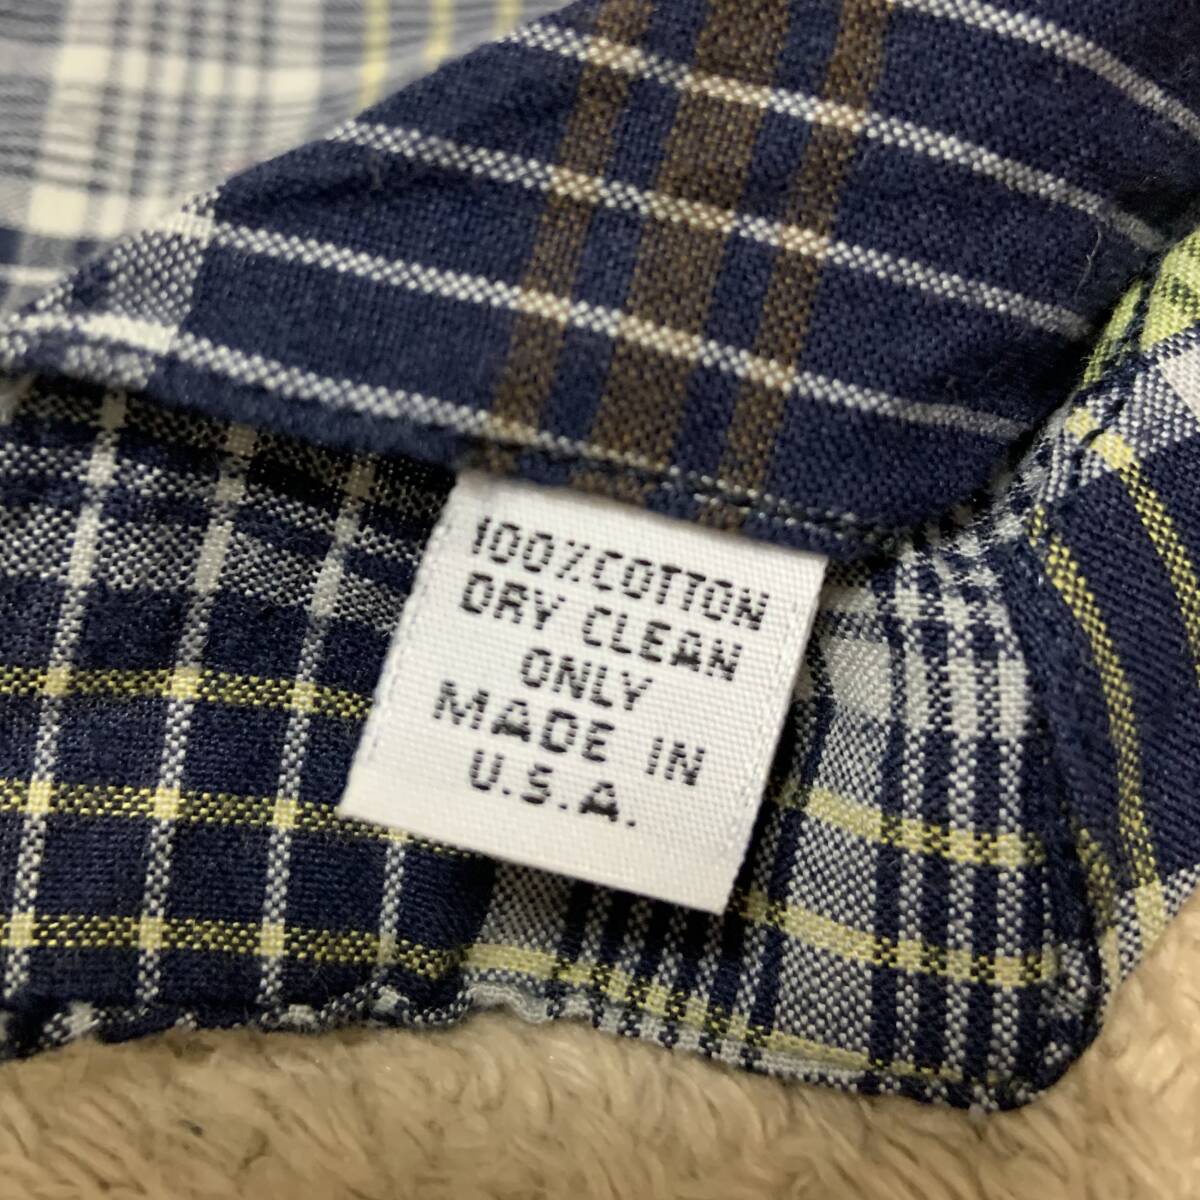 100% COTTON
DRY CLEAN
ONLY
MADE IN
U.S.A.